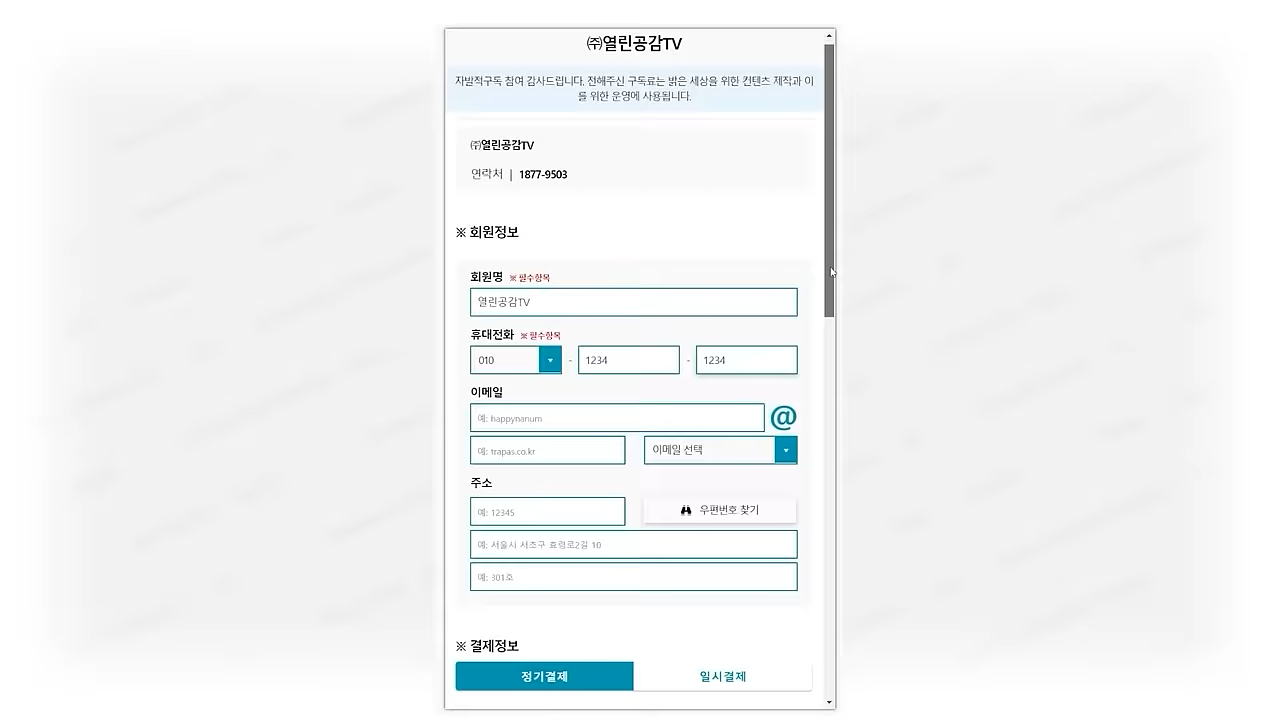 ㈜열린공감TV
자발적구독 참여 감사드립니다. 전해주신 구독료는 밝은 세상을 위한 컨텐츠 제작과 이
를 위한 운영에 사용됩니다.
㈜열린공감TV
연락처 | 1877-9503
※ 회원정보
회원명 ※ 필수항목
열린공감TV
휴대전화 ※ 필수항목
010 - 1234 - 1234
이메일
예: happynanum @
예: trapas.co.kr 이메일 선택
주소
예: 12345 우편번호 찾기
예: 서울시 서초구 효령로2길 10
예: 301호
※ 결제정보
정기결제 일시결제